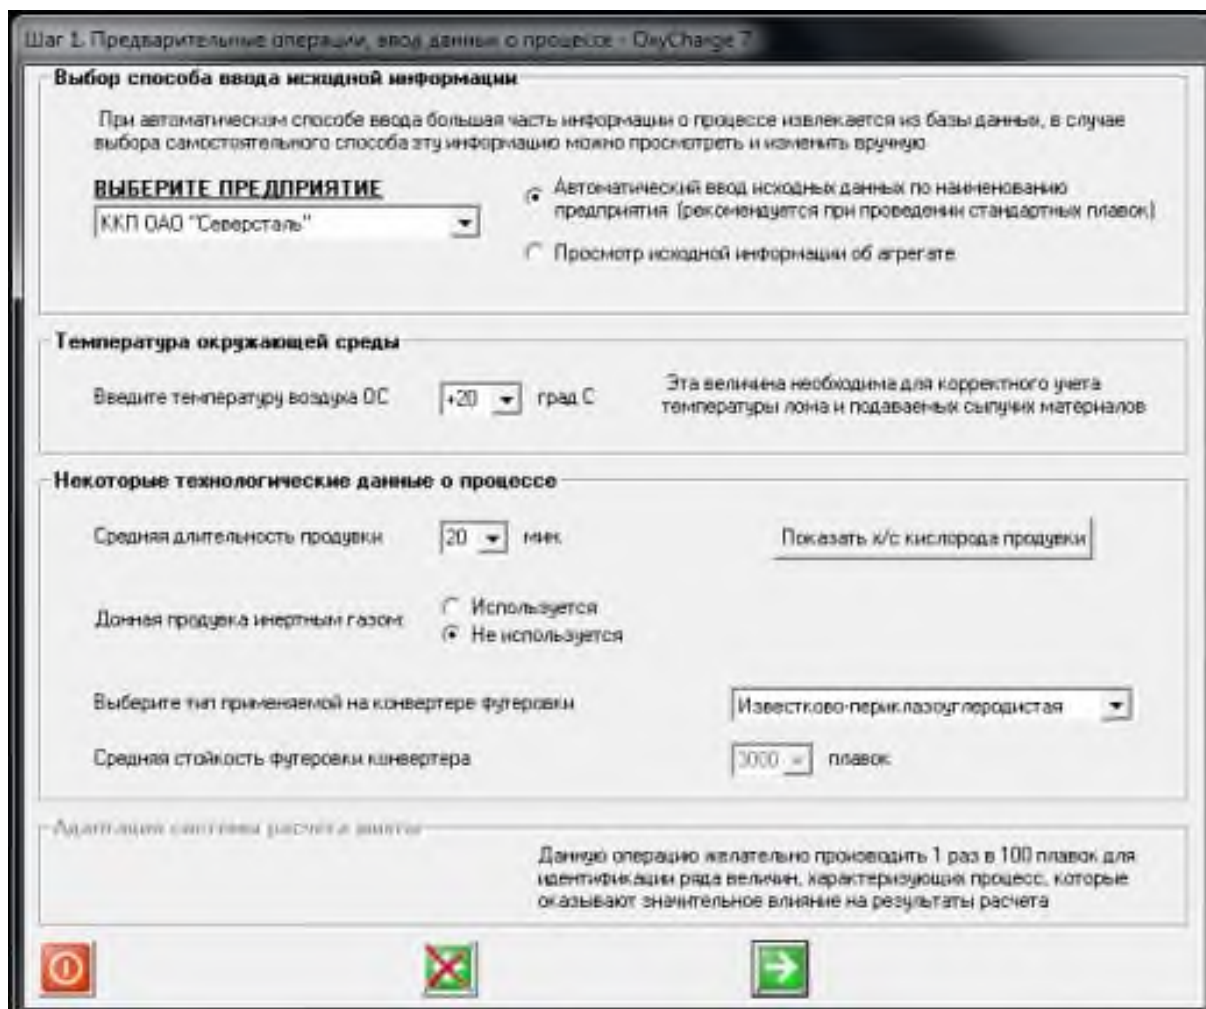 Шаг 1. Предварительные операции, ввод данных о процессе - OxyCharge 7
Выбор способа ввода исходной информации
При автоматическом способе ввода большая часть информации о процессе извлекается из базы данных, в случае
выбора самостоятельного способа эту информацию можно просмотреть и изменить вручную
ВЫБЕРИТЕ ПРЕДПРИЯТИЕ
ККП ОАО "Северсталь"
Автоматический ввод исходных данных по наименованию
предприятия (рекомендуется при проведении стандартных плавок)
Просмотр исходной информации об агрегате
Температура окружающей среды
Введите температуру воздуха ОС
+20
град С
Эта величина необходима для корректного учета
температуры лома и подаваемых сыпучих материалов
Некоторые технологические данные о процессе
Средняя длительность продувки
20
мин.
Показать х/с кислорода продувки
Донная продувка инертным газом:
Используется
Не используется
Выберите тип применяемой на конвертере футеровки
Известково-периклазоуглеродистая
Средняя стойкость футеровки конвертера
3000
плавок
Адаптация системы расчета шихты
Данную операцию желательно производить 1 раз в 100 плавок для
идентификации ряда величин, характеризующих процесс, которые
оказывают значительное влияние на результаты расчета